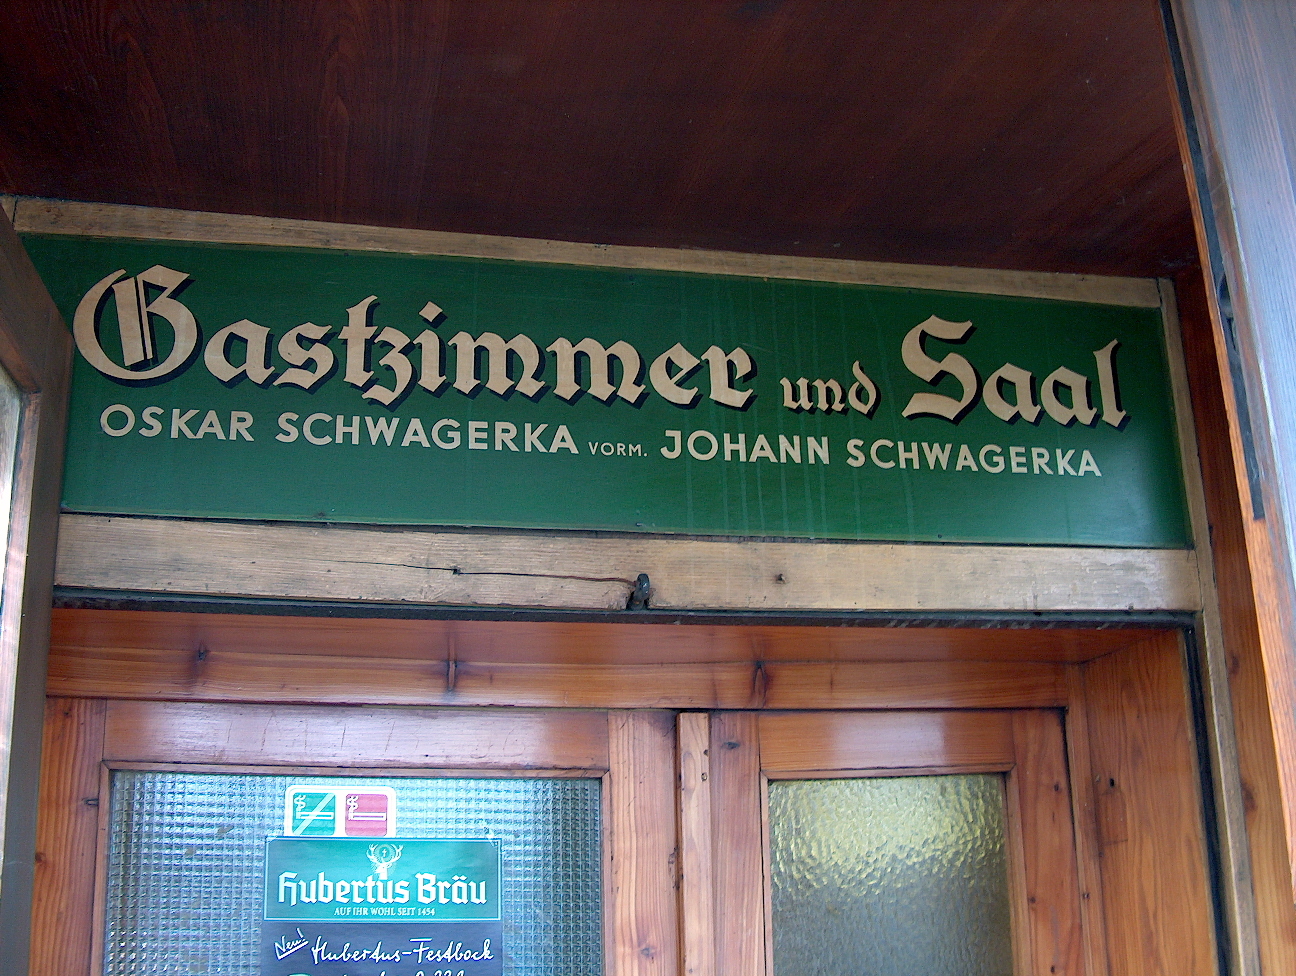 Gastzimmer und Saal
OSKAR SCHWAGERKA VORM. JOHANN SCHWAGERKA
Hubertus Bräu
AUF IHR WOHL SEIT 1454
Neu! Hubertus-Festbock